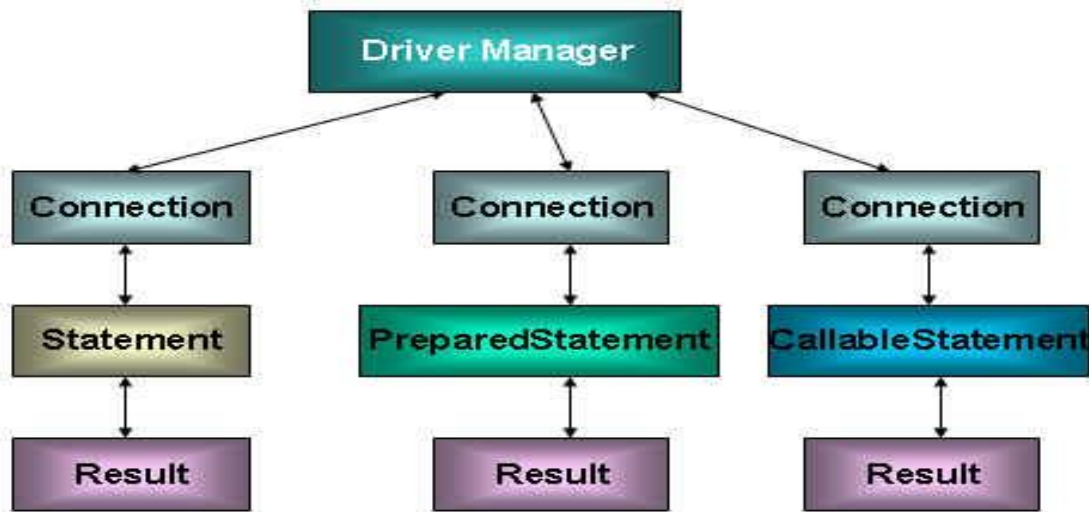 Driver Manager
Connection
Connection
Connection
Statement
PreparedStatement
CallableStatement
Result
Result
Result